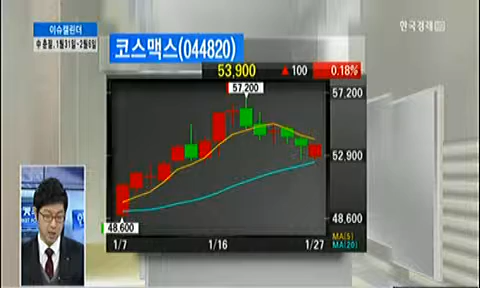 이슈캘린더
中 춘절, 1월31일~2월6일
한국경제TV
코스맥스(044820)
53,900 ▲ 100 0.18%
57,200
57,200
52,900
48,600
48,600
1/7 1/16 1/27
MA(5)
MA(20)